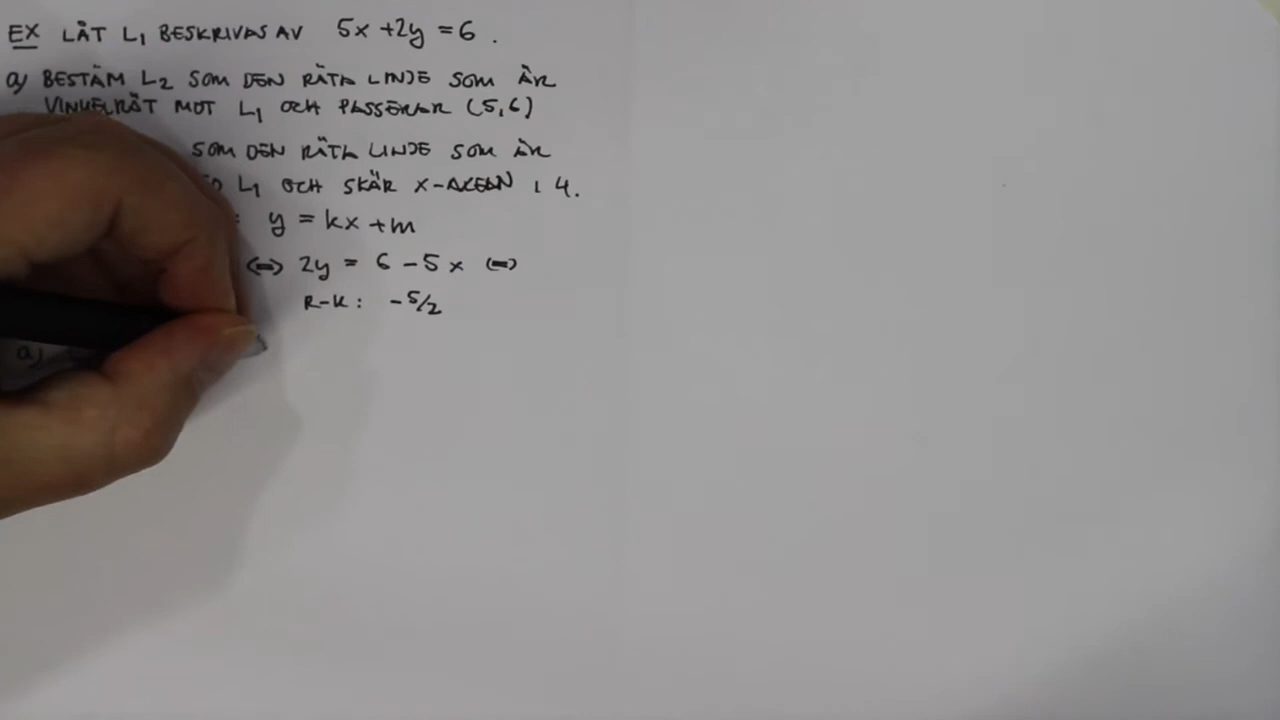 EX LÅT L1 BESKRIVAS AV 5x + 2y = 6 .
a) BESTÄM L2 SOM DEN RÄTA LINJE SOM ÄR
VINKELRÄT MOT L1 OCH PASSERAR (5,6)
SOM DEN RÄTA LINJE SOM ÄR
L1 OCH SKÄR X-AXELN I 4.
: y = kx + m
⇔ 2y = 6 - 5x ⇔
R-K: -5/2
a)